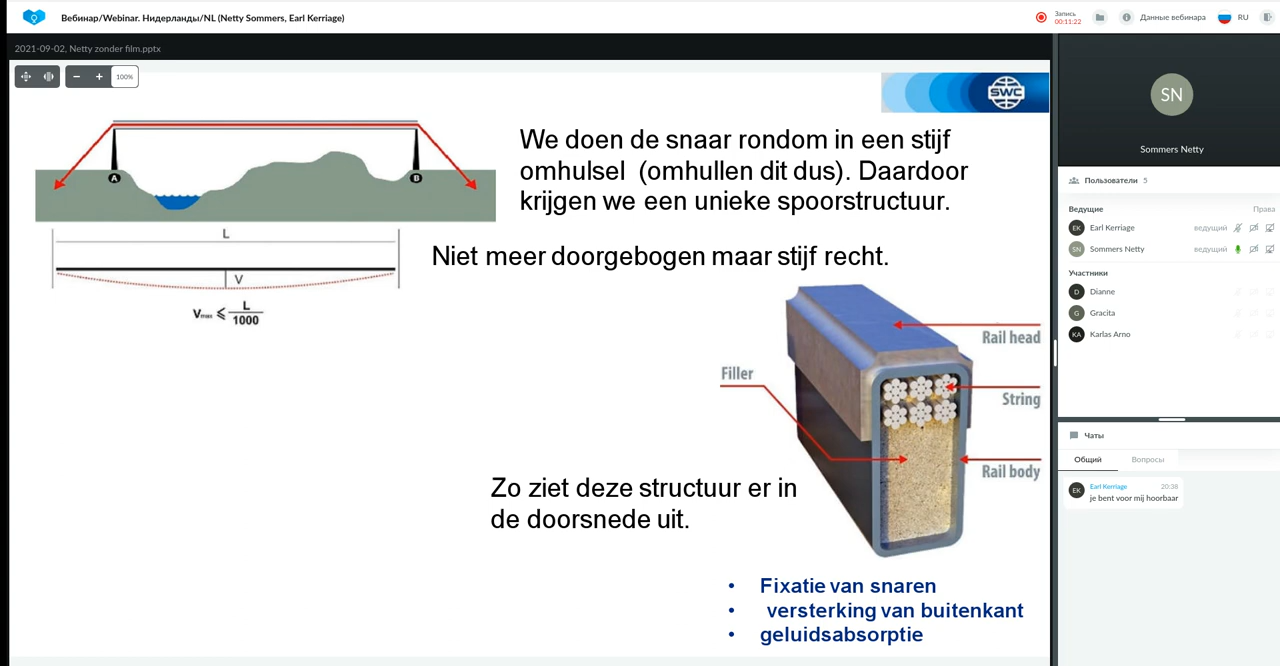 Вебинар/Webinar. Нидерланды/NL (Netty Sommers, Earl Kerriage)
Запись
00:11:22
Данные вебинара
RU
2021-09-02, Netty zonder film.pptx
100%
SWC
We doen de snaar rondom in een stijf
omhulsel (omhullen dit dus). Daardoor
krijgen we een unieke spoorstructuur.
A
B
L
Niet meer doorgebogen maar stijf recht.
V
Vmax ⩽ L
1000
Rail head
Filler
String
Rail body
Zo ziet deze structuur er in
de doorsnede uit.
• Fixatie van snaren
• versterking van buitenkant
• geluidsabsorptie
SN
Sommers Netty
Пользователи 5
Ведущие Права
EK Earl Kerriage ведущий
SN Sommers Netty ведущий
Участники
D Dianne
G Gracita
KA Karlas Arno
Чаты
Общий Вопросы
EK Earl Kerriage 20:38
je bent voor mij hoorbaar